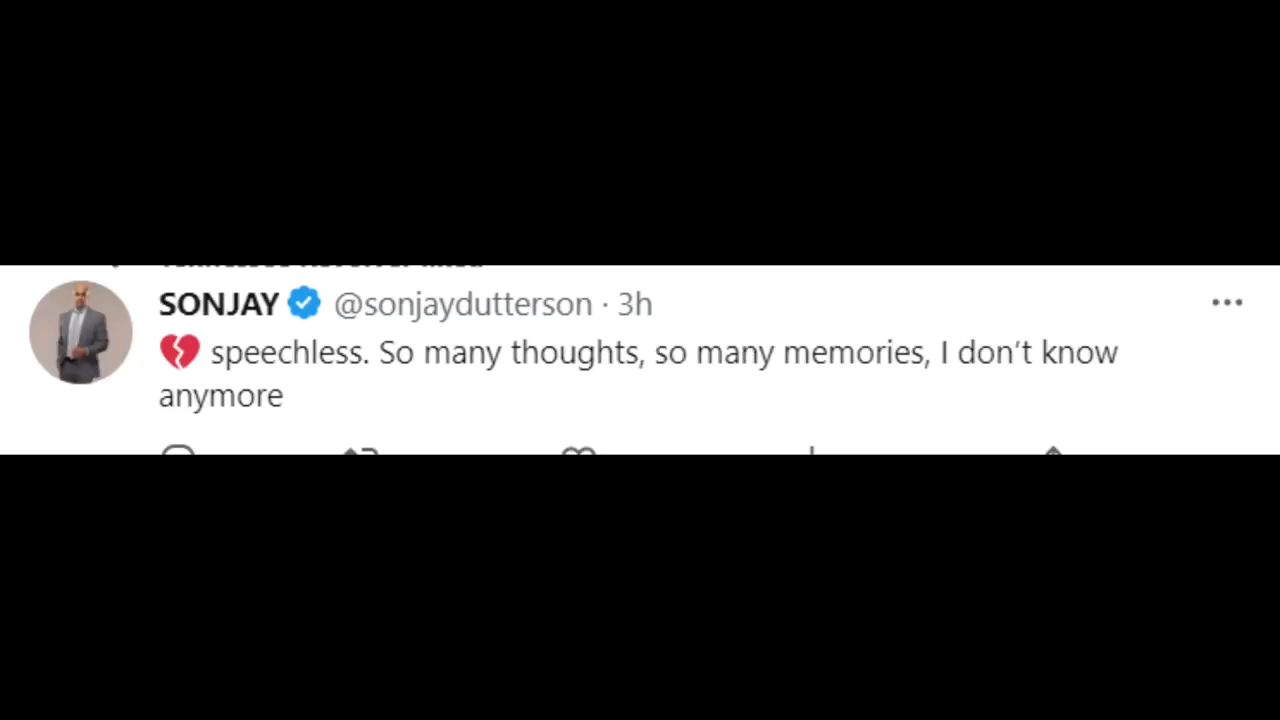 SONJAY @sonjaydutterson · 3h
💔 speechless. So many thoughts, so many memories, I don’t know
anymore